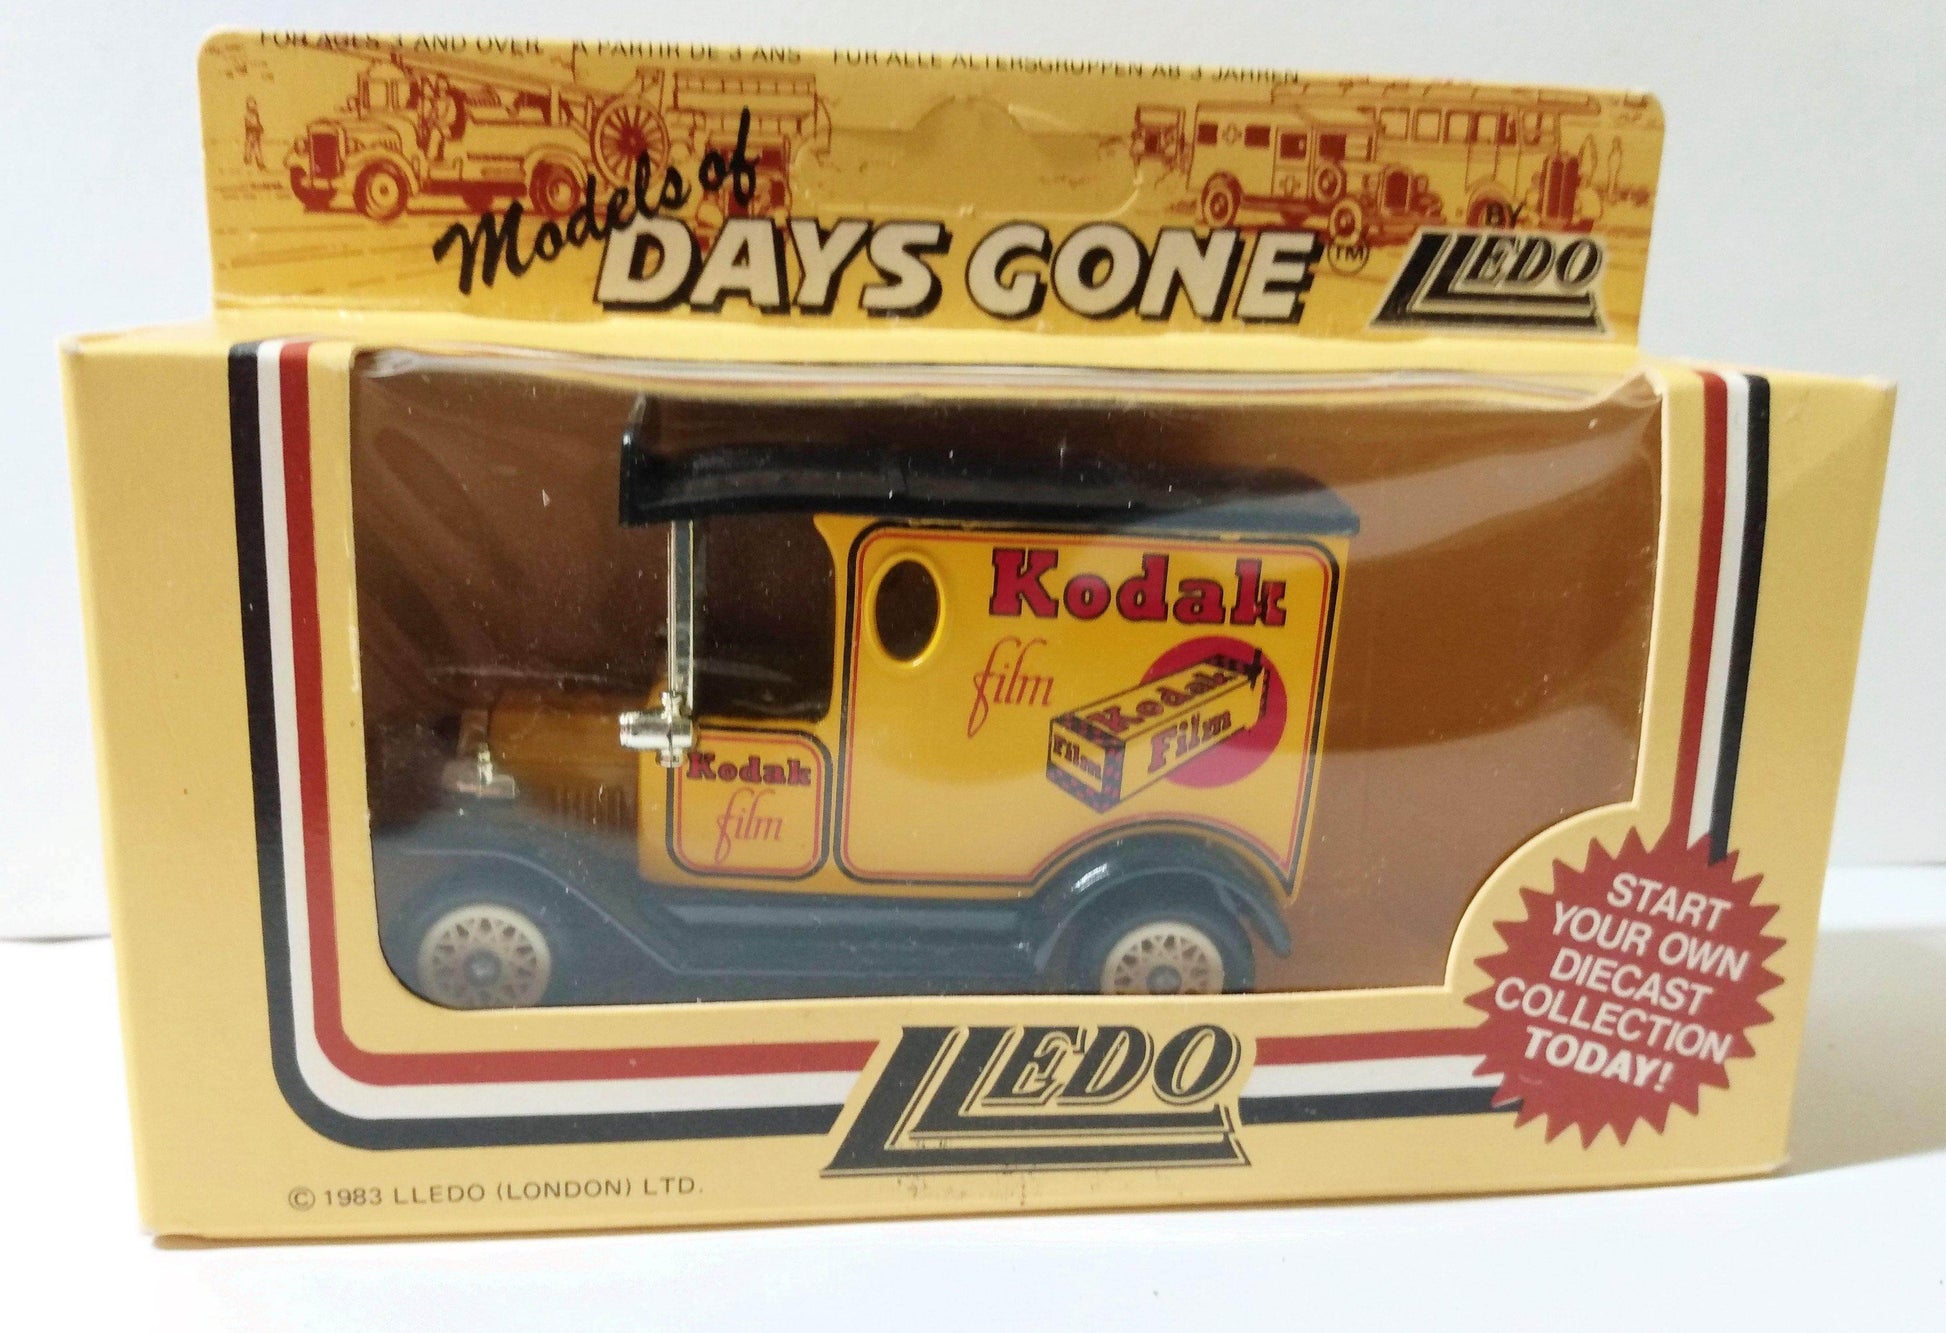 FOR AGES 3 AND OVER   A PARTIR DE 3 ANS   FÜR ALLE ALTERSGRUPPEN AB 3 JAHREN
Models of
DAYS GONE™
BY
LLEDO
Kodak
film
Kodak
Film
Film
Kodak
film
START
YOUR OWN
DIECAST
COLLECTION
TODAY!
LLEDO
© 1983 LLEDO (LONDON) LTD.